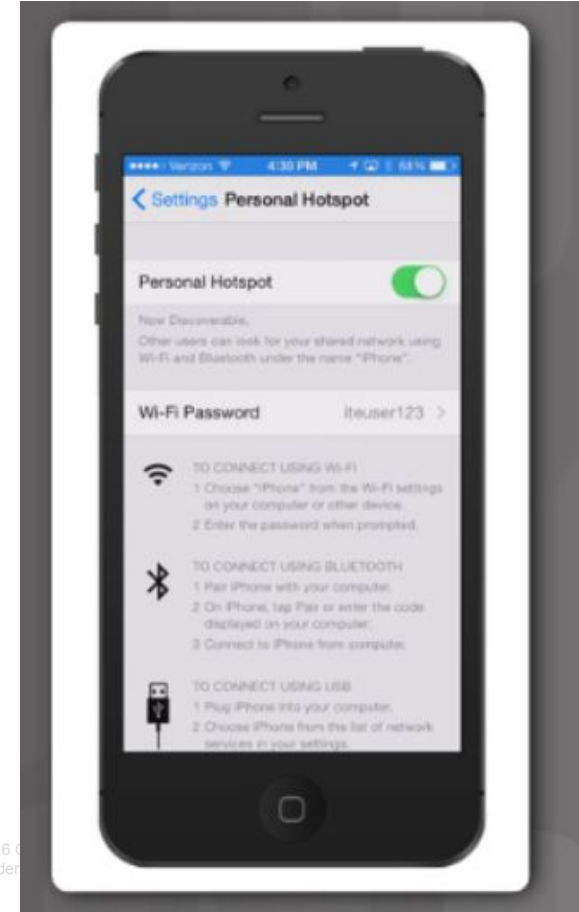 Verizon 4:39 PM 68%
Settings Personal Hotspot
Personal Hotspot
Now Discoverable.
Other users can look for your shared network using
Wi-Fi and Bluetooth under the name "iPhone".
Wi-Fi Password iteuser123 >
TO CONNECT USING WI-FI
1 Choose "iPhone" from the Wi-Fi settings
on your computer or other device.
2 Enter the password when prompted.
TO CONNECT USING BLUETOOTH
1 Pair iPhone with your computer.
2 On iPhone, tap Pair or enter the code
displayed on your computer.
3 Connect to iPhone from computer.
TO CONNECT USING USB
1 Plug iPhone into your computer.
2 Choose iPhone from the list of network
services in your settings.